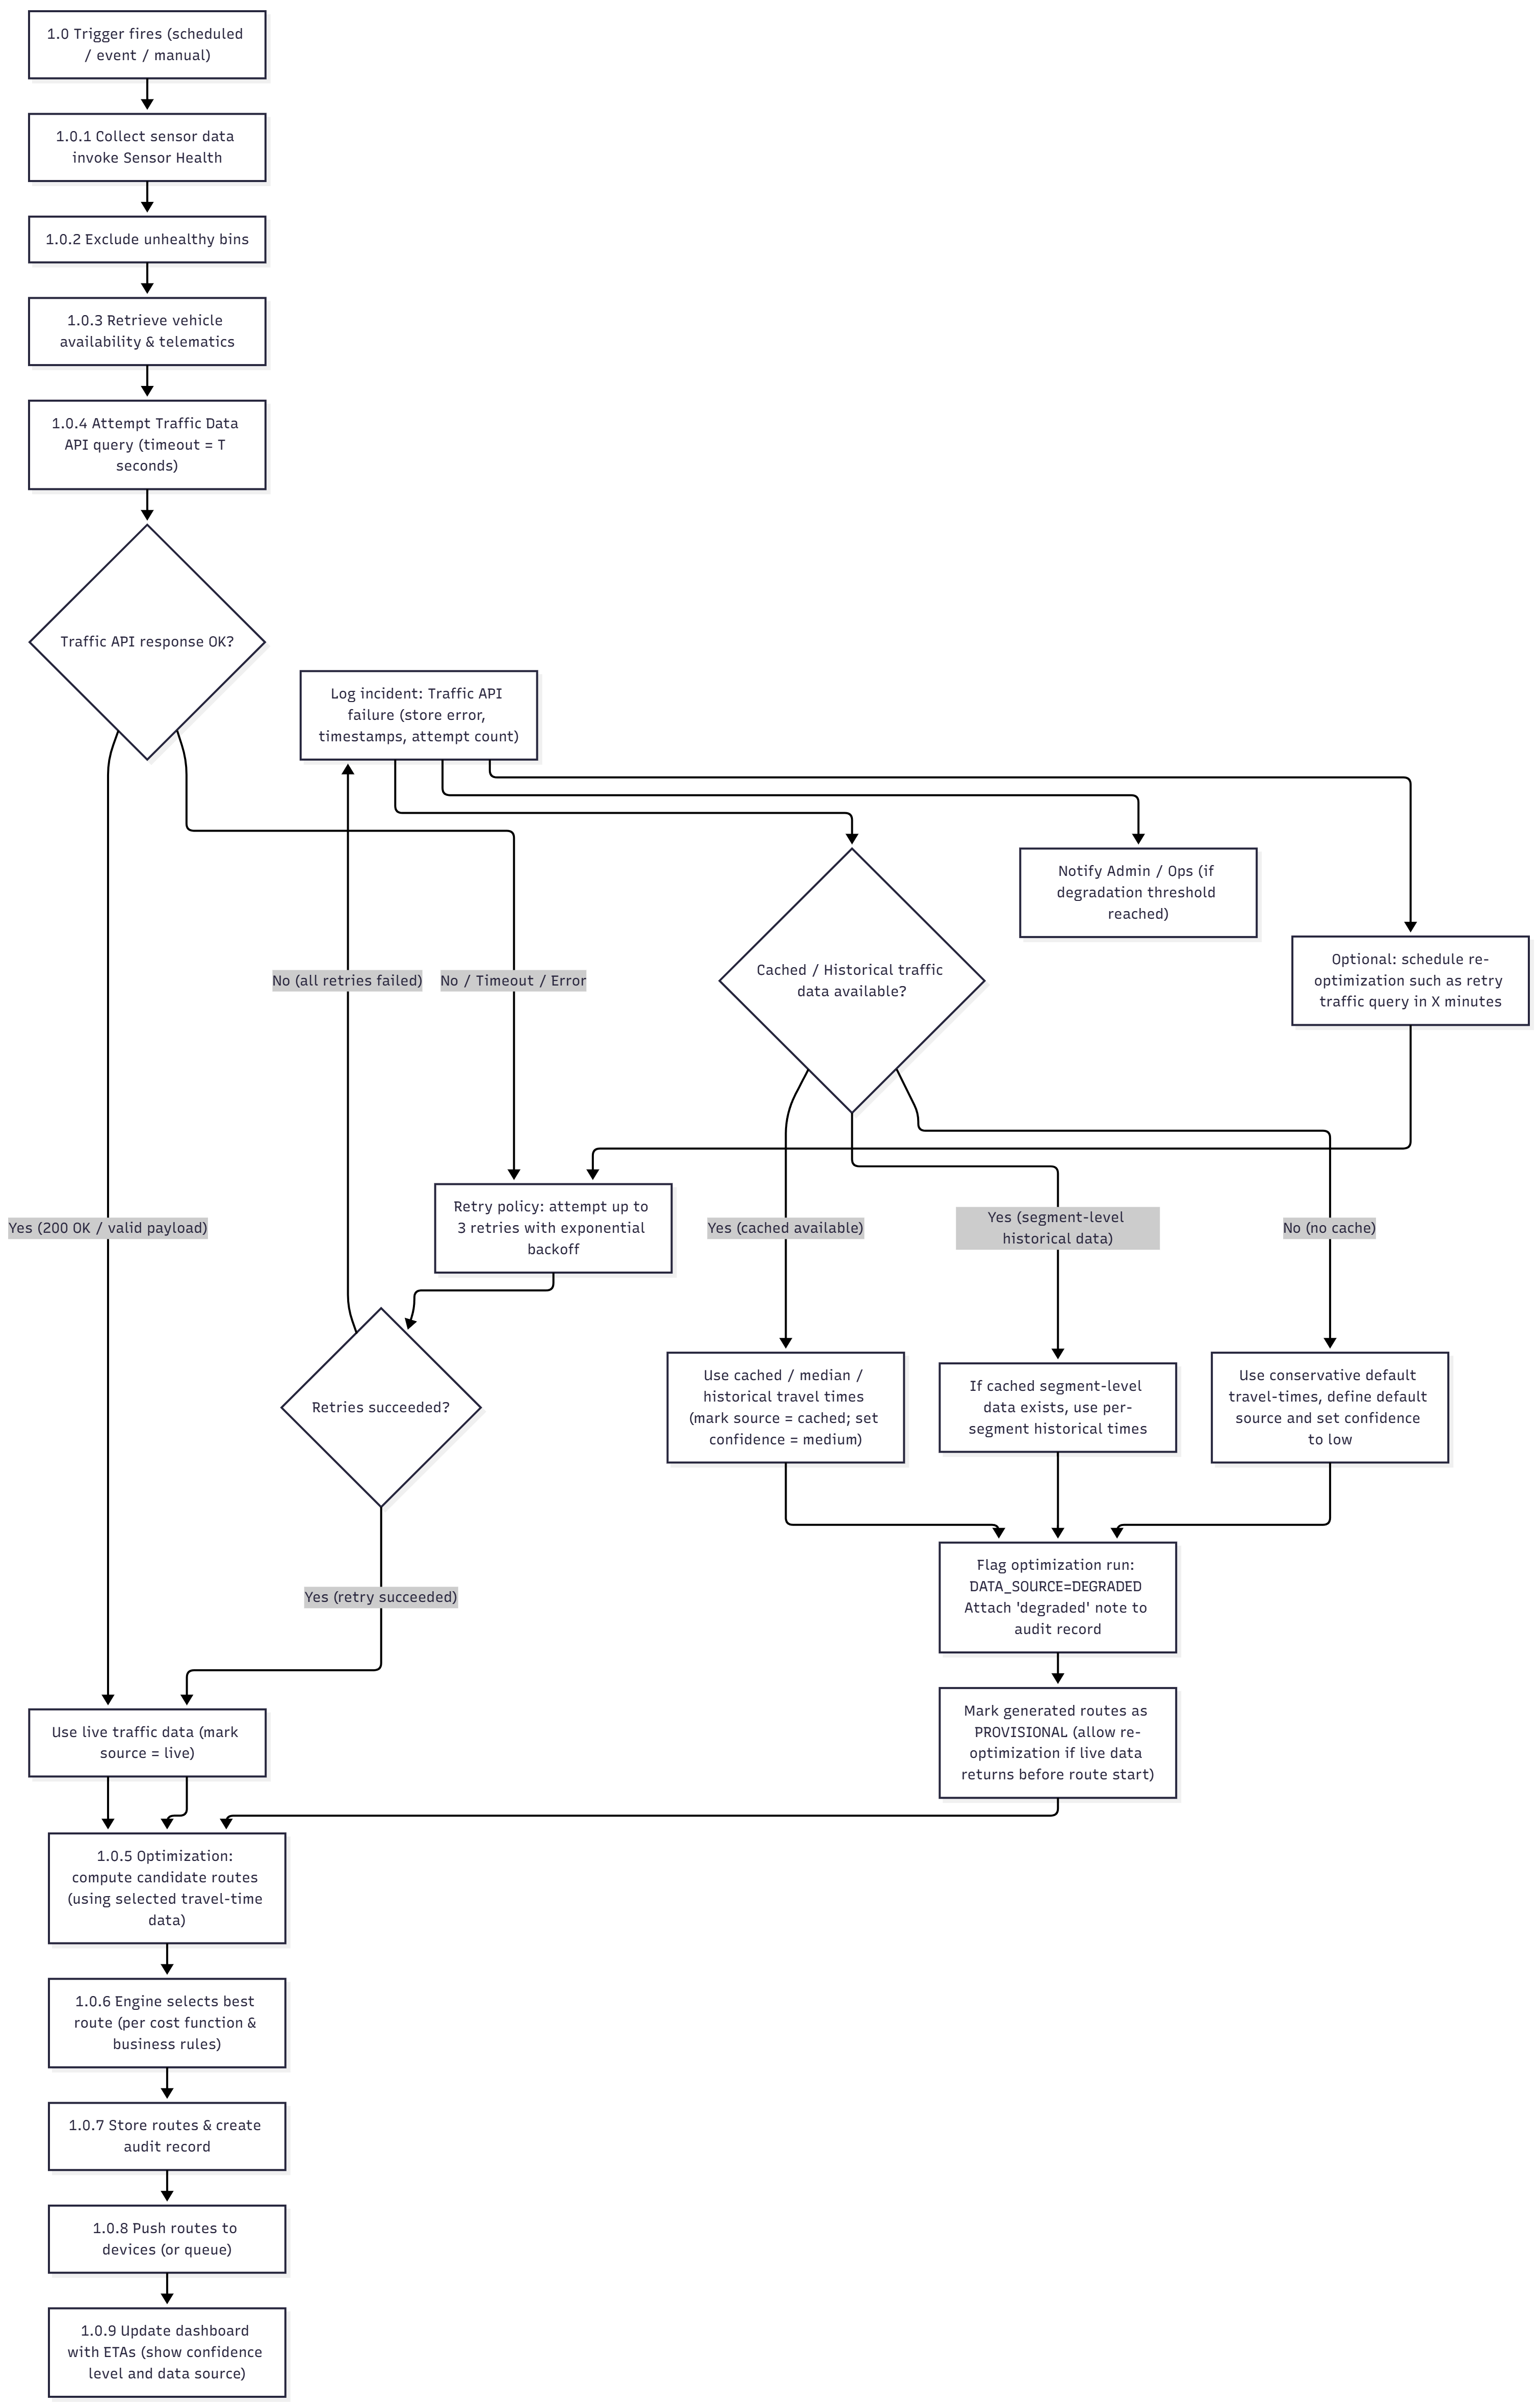 1.0 Trigger fires (scheduled
/ event / manual)
1.0.1 Collect sensor data
invoke Sensor Health
1.0.2 Exclude unhealthy bins
1.0.3 Retrieve vehicle
availability & telematics
1.0.4 Attempt Traffic Data
API query (timeout = T
seconds)
Traffic API response OK?
Log incident: Traffic API
failure (store error,
timestamps, attempt count)
Notify Admin / Ops (if
degradation threshold
reached)
Cached / Historical traffic
data available?
Optional: schedule re-
optimization such as retry
traffic query in X minutes
No (all retries failed)
No / Timeout / Error
Yes (200 OK / valid payload)
Retry policy: attempt up to
3 retries with exponential
backoff
Yes (cached available)
Yes (segment-level
historical data)
No (no cache)
Retries succeeded?
Use cached / median /
historical travel times
(mark source = cached; set
confidence = medium)
If cached segment-level
data exists, use per-
segment historical times
Use conservative default
travel-times, define default
source and set confidence
to low
Yes (retry succeeded)
Flag optimization run:
DATA_SOURCE=DEGRADED
Attach 'degraded' note to
audit record
Use live traffic data (mark
source = live)
Mark generated routes as
PROVISIONAL (allow re-
optimization if live data
returns before route start)
1.0.5 Optimization:
compute candidate routes
(using selected travel-time
data)
1.0.6 Engine selects best
route (per cost function &
business rules)
1.0.7 Store routes & create
audit record
1.0.8 Push routes to
devices (or queue)
1.0.9 Update dashboard
with ETAs (show confidence
level and data source)